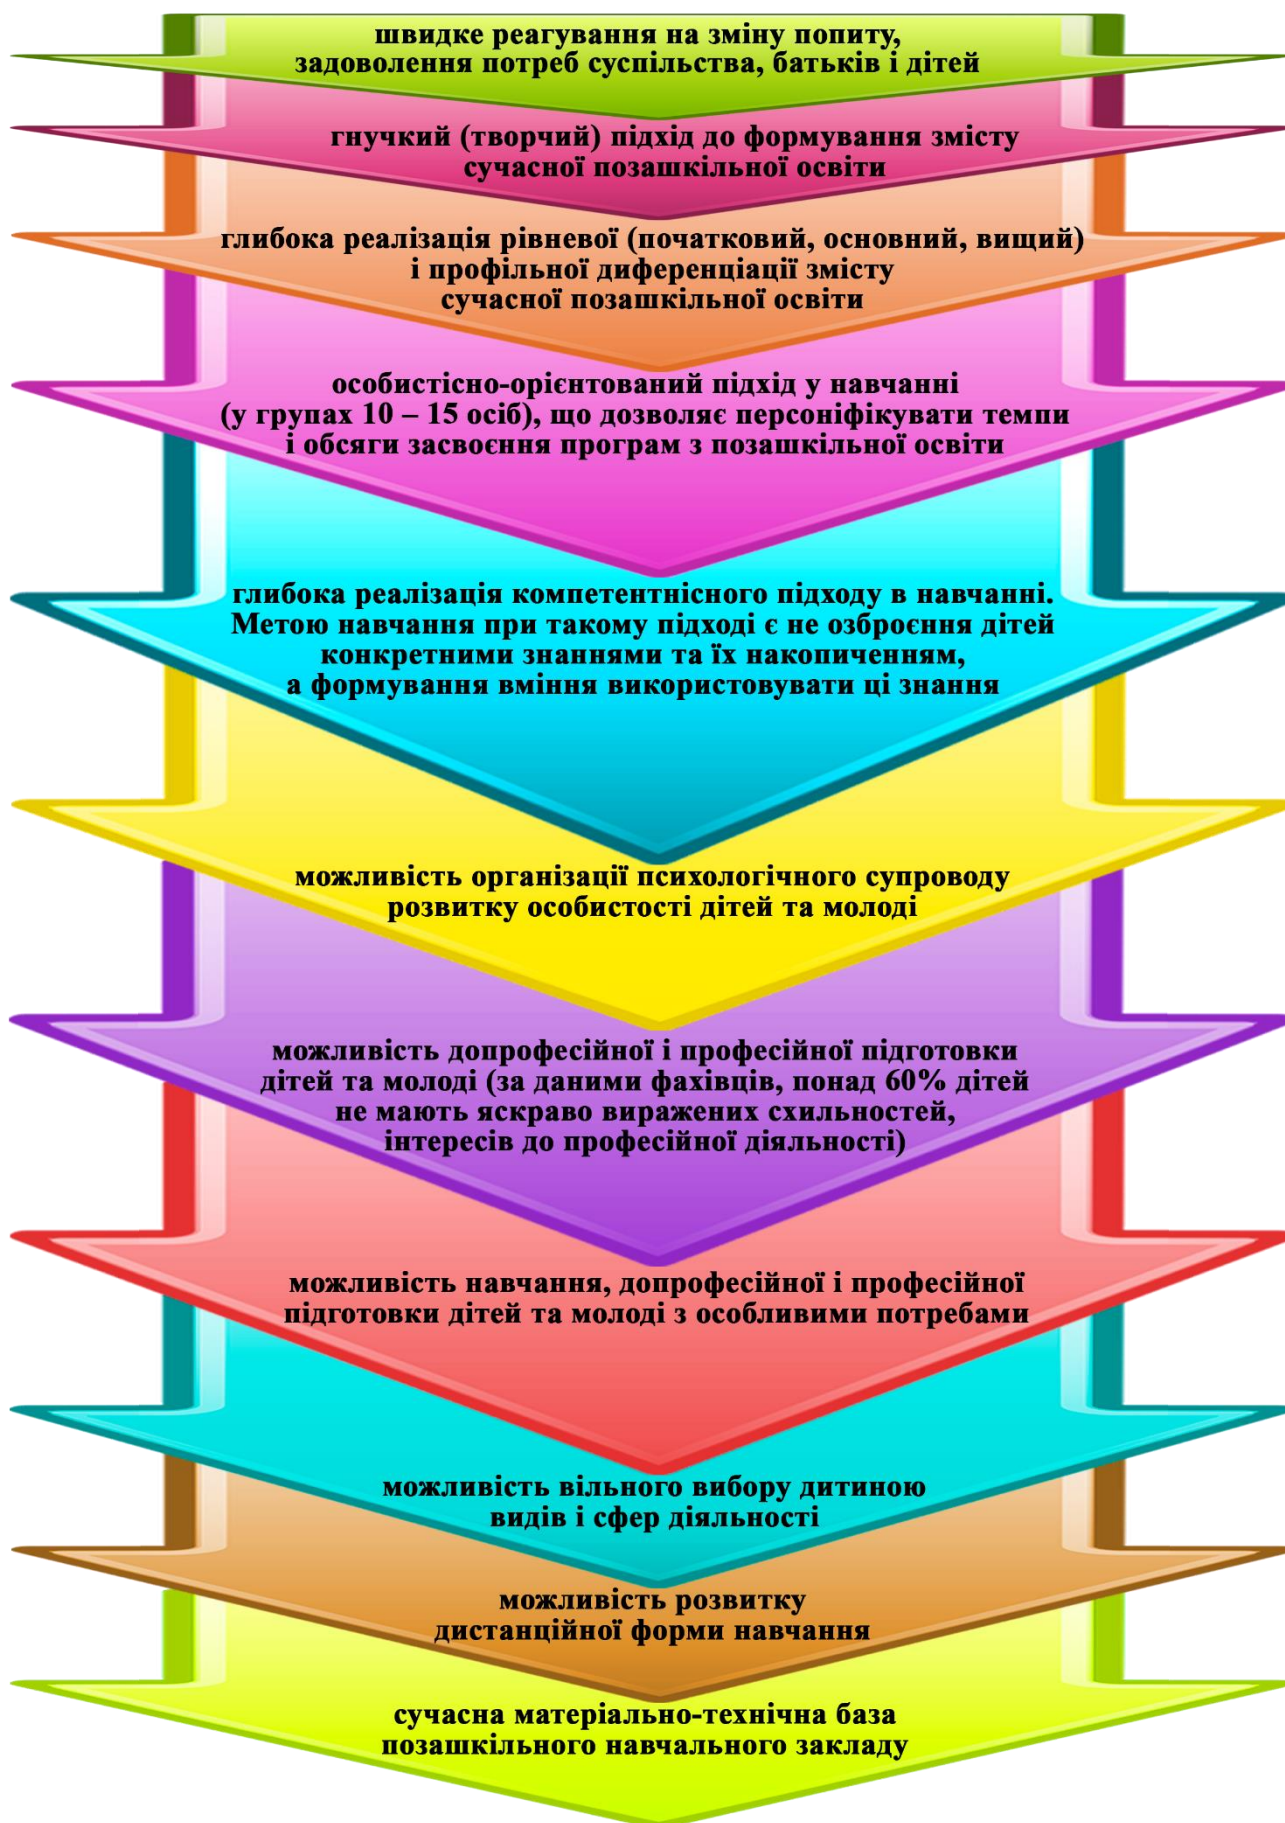 швидке реагування на зміну попиту,
задоволення потреб суспільства, батьків і дітей
гнучкий (творчий) підхід до формування змісту
сучасної позашкільної освіти
глибока реалізація рівневої (початковий, основний, вищий)
і профільної диференціації змісту
сучасної позашкільної освіти
особистісно-орієнтований підхід у навчанні
(у групах 10 – 15 осіб), що дозволяє персоніфікувати темпи
і обсяги засвоєння програм з позашкільної освіти
глибока реалізація компетентнісного підходу в навчанні.
Метою навчання при такому підході є не озброєння дітей
конкретними знаннями та їх накопиченням,
а формування вміння використовувати ці знання
можливість організації психологічного супроводу
розвитку особистості дітей та молоді
можливість допрофесійної і професійної підготовки
дітей та молоді (за даними фахівців, понад 60% дітей
не мають яскраво виражених схильностей,
інтересів до професійної діяльності)
можливість навчання, допрофесійної і професійної
підготовки дітей та молоді з особливими потребами
можливість вільного вибору дитиною
видів і сфер діяльності
можливість розвитку
дистанційної форми навчання
сучасна матеріально-технічна база
позашкільного навчального закладу